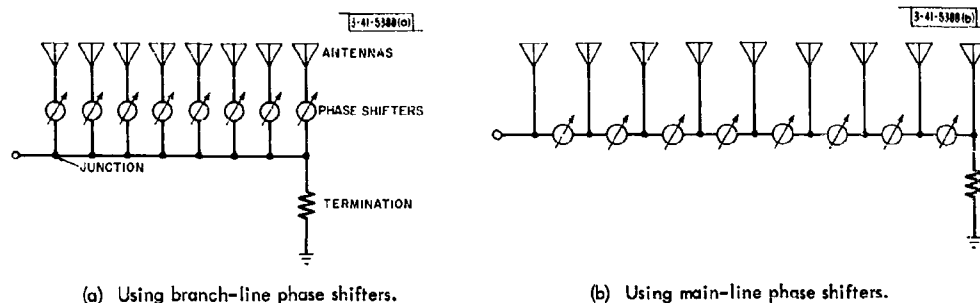 3-41-5388(a)
ANTENNAS
PHASE SHIFTERS
JUNCTION
TERMINATION
(a) Using branch-line phase shifters.
3-41-5388(b)
(b) Using main-line phase shifters.